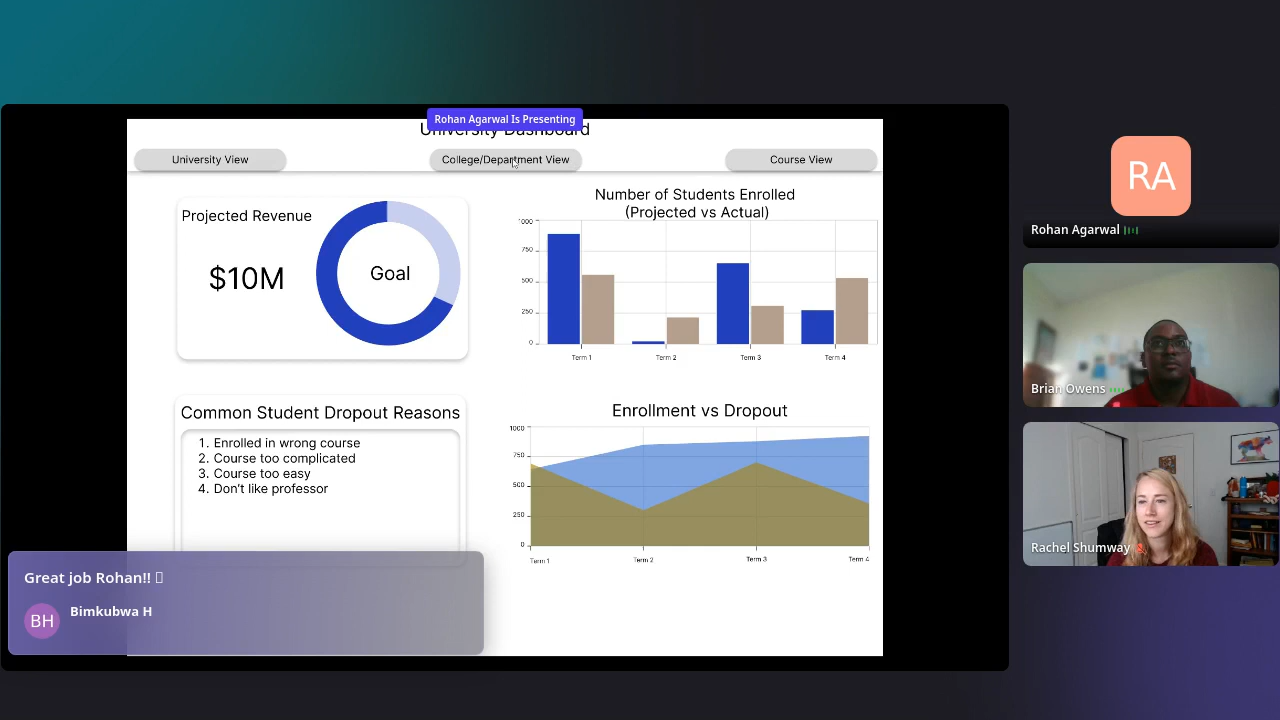 Rohan Agarwal Is Presenting
University Dashboard
University View
College/Department View
Course View
Projected Revenue
$10M
Goal
Number of Students Enrolled
(Projected vs Actual)
1000
750
500
250
0
Term 1
Term 2
Term 3
Term 4
Common Student Dropout Reasons
1. Enrolled in wrong course
2. Course too complicated
3. Course too easy
4. Don't like professor
Enrollment vs Dropout
1000
750
500
250
0
Term 1
Term 2
Term 3
Term 4
Great job Rohan!!
BH
Bimkubwa H
RA
Rohan Agarwal
Brian Owens
Rachel Shumway